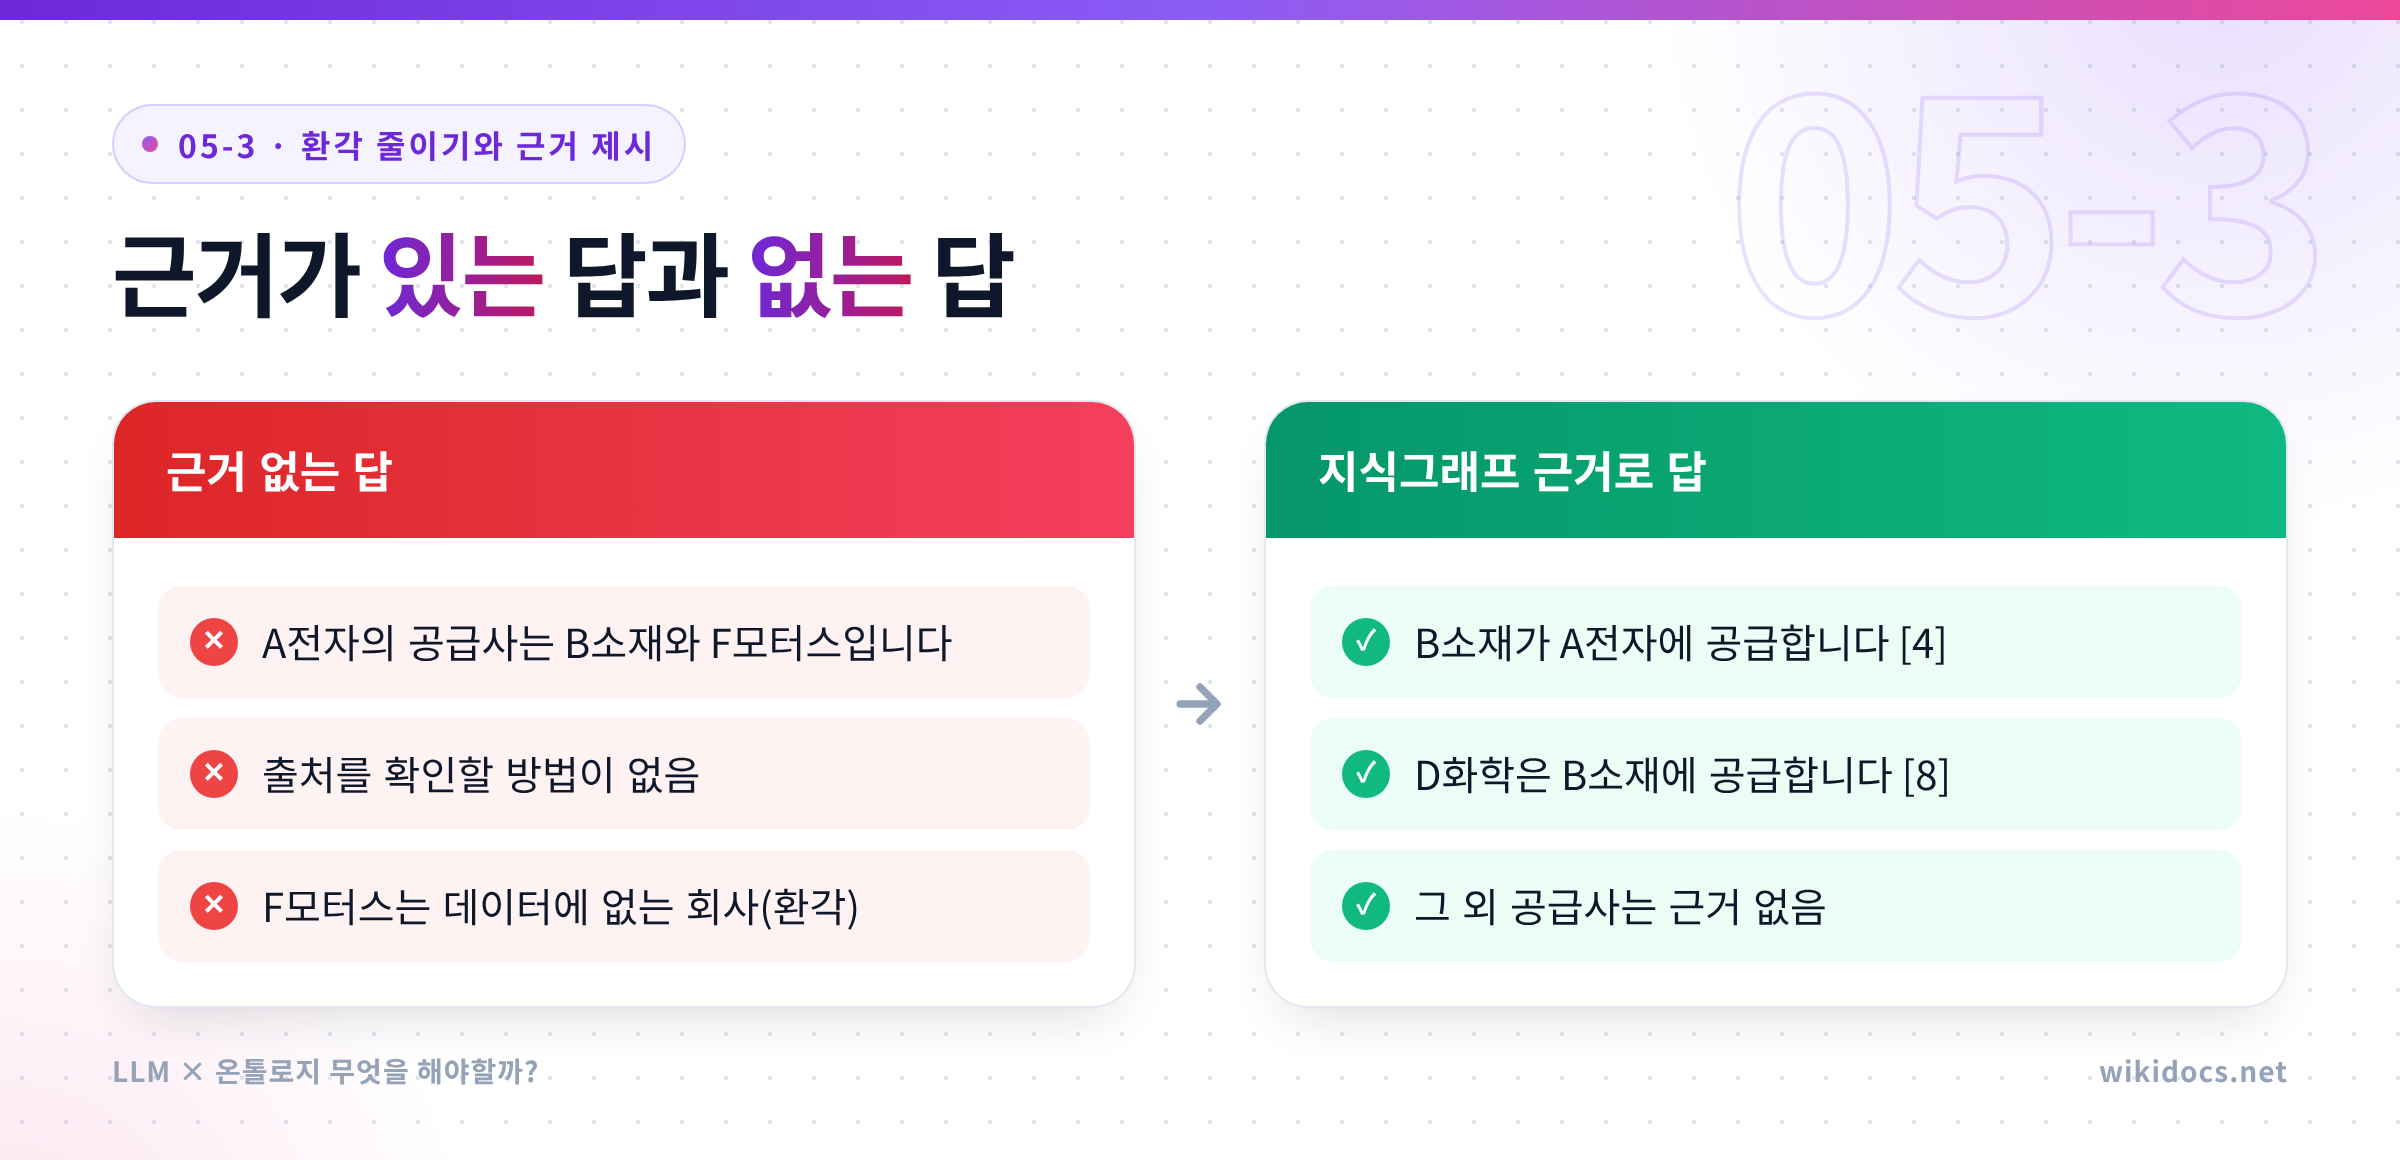 05-3 · 환각 줄이기와 근거 제시
05-3
근거가 있는 답과 없는 답
근거 없는 답
✕ A전자의 공급사는 B소재와 F모터스입니다
✕ 출처를 확인할 방법이 없음
✕ F모터스는 데이터에 없는 회사(환각)
→
지식그래프 근거로 답
✓ B소재가 A전자에 공급합니다 [4]
✓ D화학은 B소재에 공급합니다 [8]
✓ 그 외 공급사는 근거 없음
LLM × 온톨로지 무엇을 해야할까?
wikidocs.net